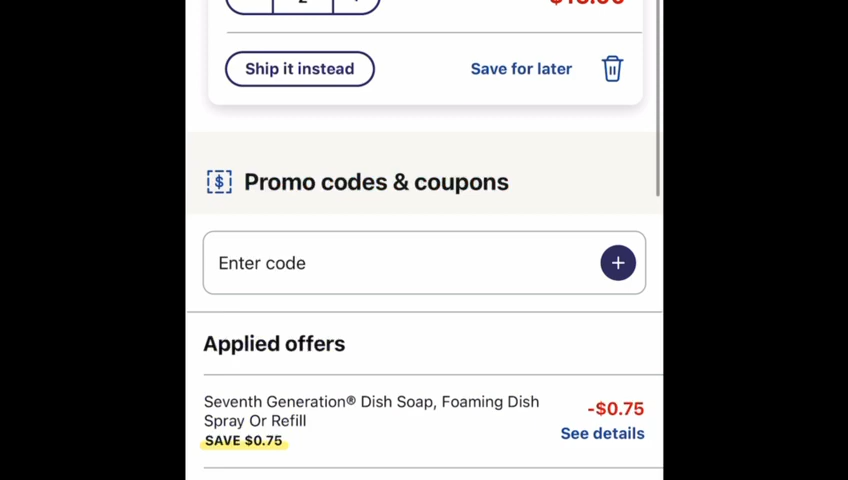 Ship it instead Save for later
Promo codes & coupons
Enter code
Applied offers
Seventh Generation® Dish Soap, Foaming Dish
Spray Or Refill
SAVE $0.75
-$0.75
See details